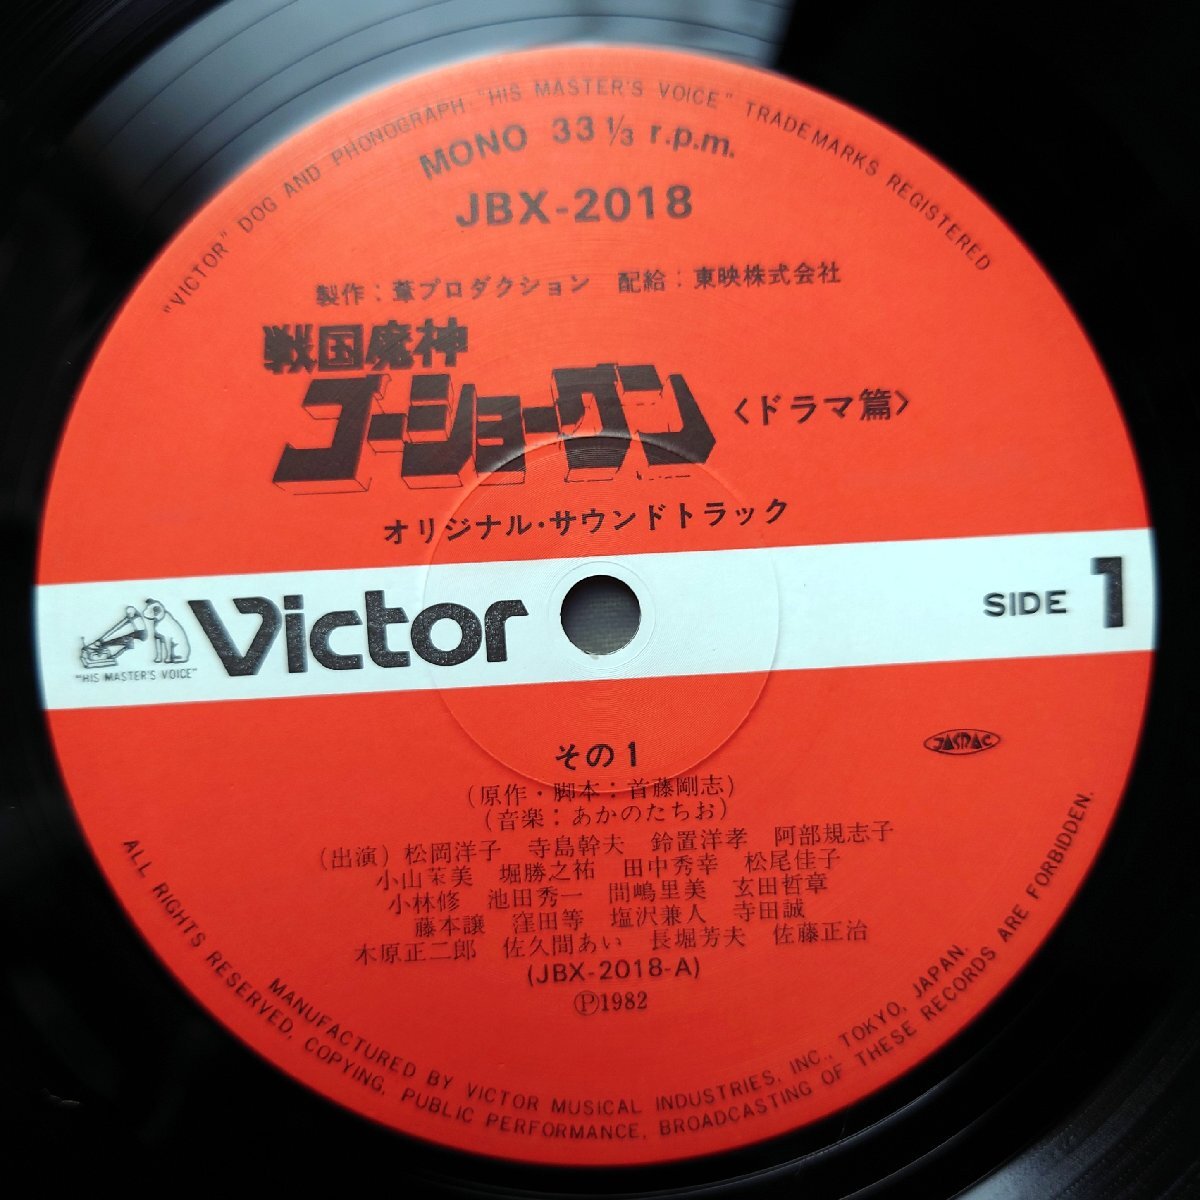 "VICTOR" DOG AND PHONOGRAPH. "HIS MASTER'S VOICE" TRADEMARKS REGISTERED
MONO 33 1/3 r.p.m.
JBX-2018
製作：葦プロダクション 配給：東映株式会社
戦国魔神
ゴーショーグン
〈ドラマ篇〉
オリジナル・サウンドトラック
"HIS MASTER'S VOICE"
Victor
SIDE 1
JASRAC
その1
(原作・脚本：首藤剛志)
(音楽：あかのたちお)
(出演) 松岡洋子 寺島幹夫 鈴置洋孝 阿部規志子
小山茉美 堀勝之祐 田中秀幸 松尾佳子
小林修 池田秀一 間嶋里美 玄田哲章
藤本譲 窪田等 塩沢兼人 寺田誠
木原正二郎 佐久間あい 長堀芳夫 佐藤正治
(JBX-2018-A)
Ⓟ1982
MANUFACTURED BY VICTOR MUSICAL INDUSTRIES, INC., TOKYO, JAPAN.
ALL RIGHTS RESERVED, COPYING, PUBLIC PERFORMANCE, BROADCASTING OF THESE RECORDS ARE FORBIDDEN.